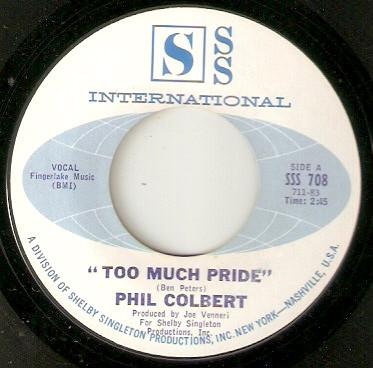 S S S
INTERNATIONAL
VOCAL
Fingerlake Music
(BMI)
SIDE A
SSS 708
711-83
Time: 2:45
"TOO MUCH PRIDE"
(Ben Peters)
PHIL COLBERT
Produced by Joe Venneri
For Shelby Singleton
Productions, Inc.
A DIVISION OF SHELBY SINGLETON PRODUCTIONS, INC. NEW YORK—NASHVILLE, U.S.A.